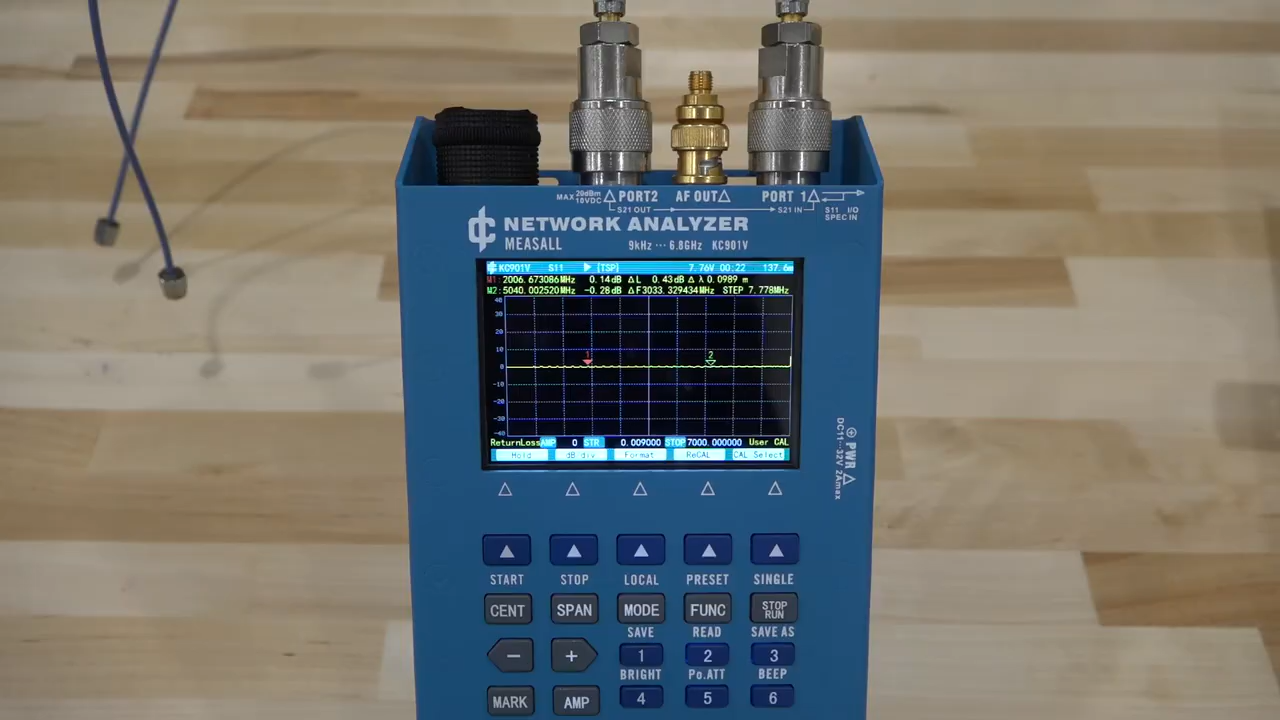 MAX 20dBm 10VDC PORT2 AF OUT PORT 1
S21 OUT S21 IN S11 I/O
SPEC IN
NETWORK ANALYZER
MEASALL 9kHz ··· 6.8GHz KC901V
KC901V S11 [TSP] 7.76V 00:22 137.6m
M1:2006.673086MHz 0.14dB ΔL 0.43dB Δ λ 0.0989 m
M2:5040.002520MHz -0.28dB ΔF3033.329434MHz STEP 7.778MHz
40
30
20
10
0
-10
-20
-30
-40
1 2
ReturnLoss AMP 0 STR 0.009000 STOP 7000.000000 User CAL
Hold dB div Format ReCAL CAL Select
PWR
DC11···32V 2Amax
START STOP LOCAL PRESET SINGLE
CENT SPAN MODE FUNC STOP RUN
SAVE READ SAVE AS
− + 1 2 3
BRIGHT Po.ATT BEEP
MARK AMP 4 5 6